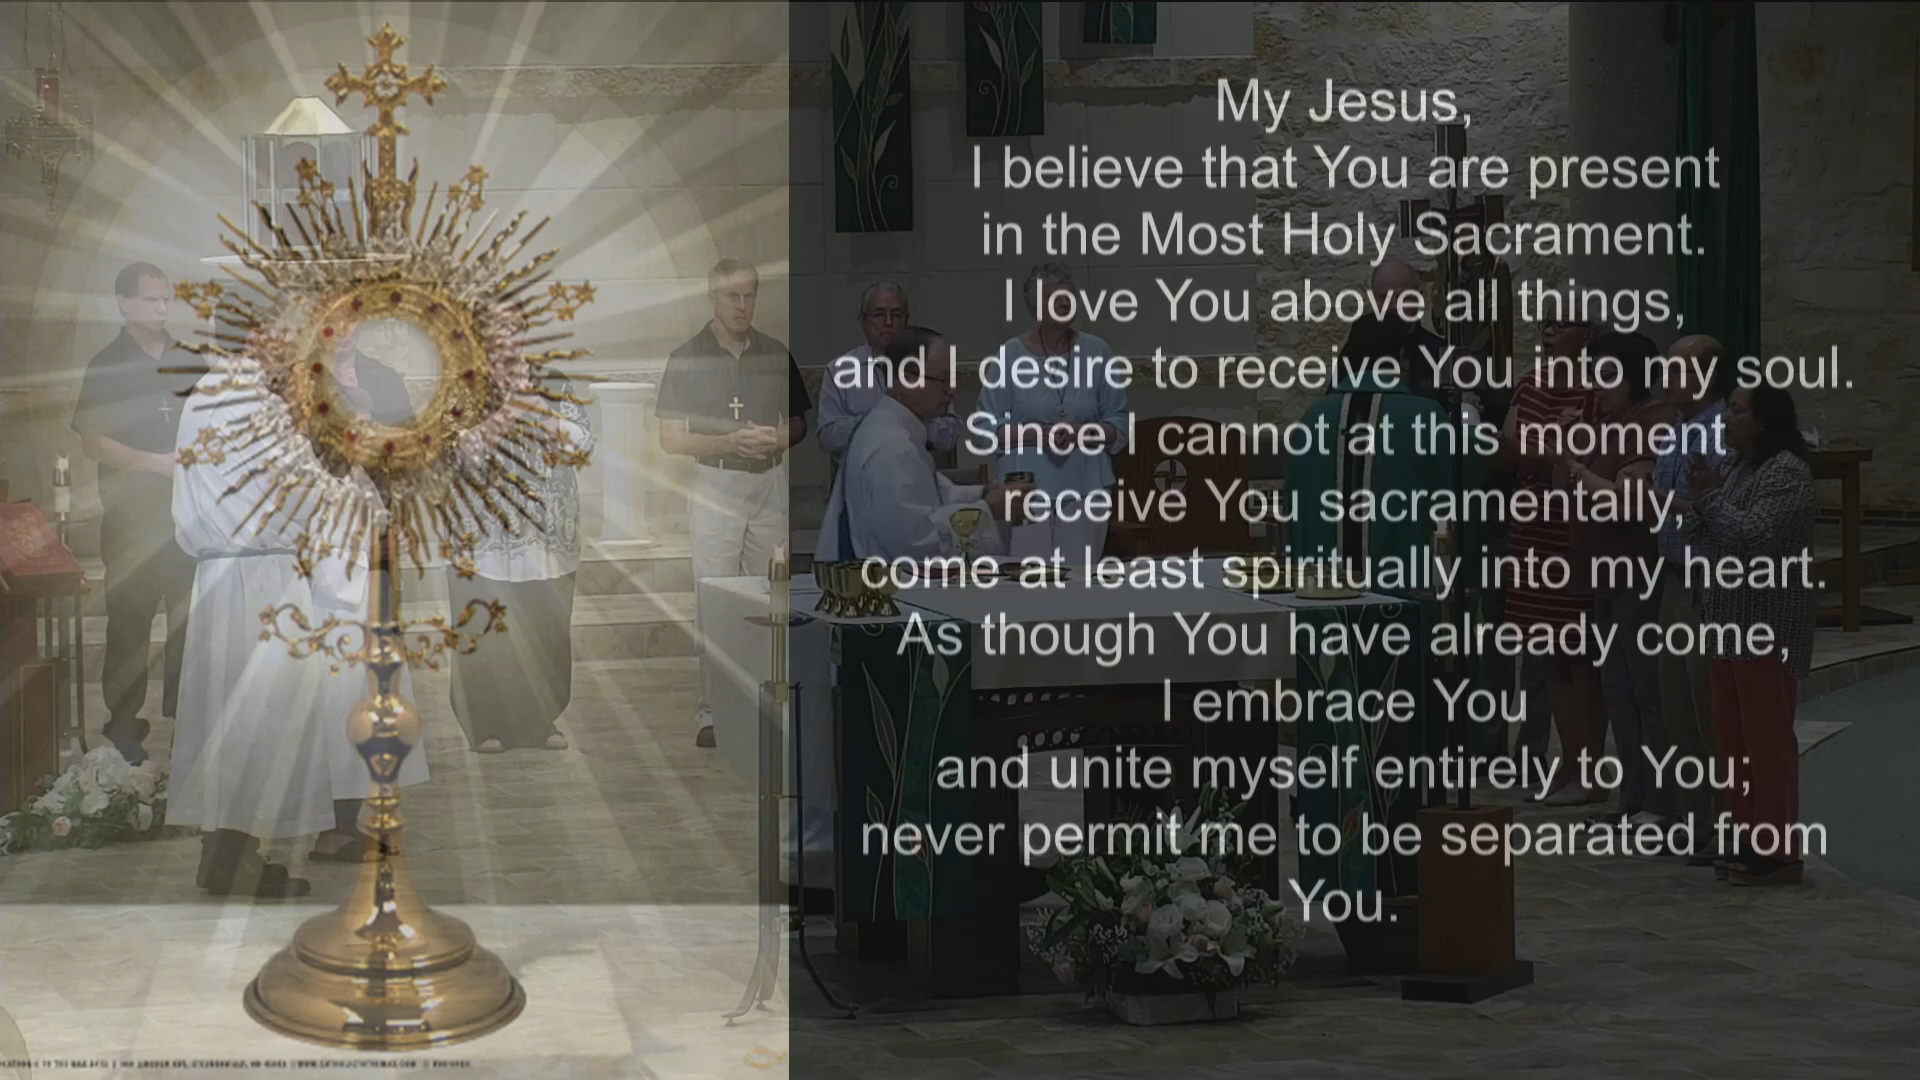 My Jesus,
I believe that You are present
in the Most Holy Sacrament.
I love You above all things,
and I desire to receive You into my soul.
Since I cannot at this moment
receive You sacramentally,
come at least spiritually into my heart.
As though You have already come,
I embrace You
and unite myself entirely to You;
never permit me to be separated from
You.